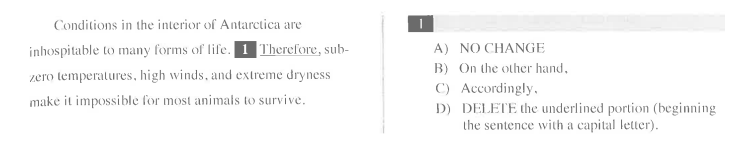 Conditions in the interior of Antarctica are
inhospitable to many forms of life. 1 Therefore, sub-
zero temperatures, high winds, and extreme dryness
make it impossible for most animals to survive.
1
A) NO CHANGE
B) On the other hand,
C) Accordingly,
D) DELETE the underlined portion (beginning
the sentence with a capital letter).